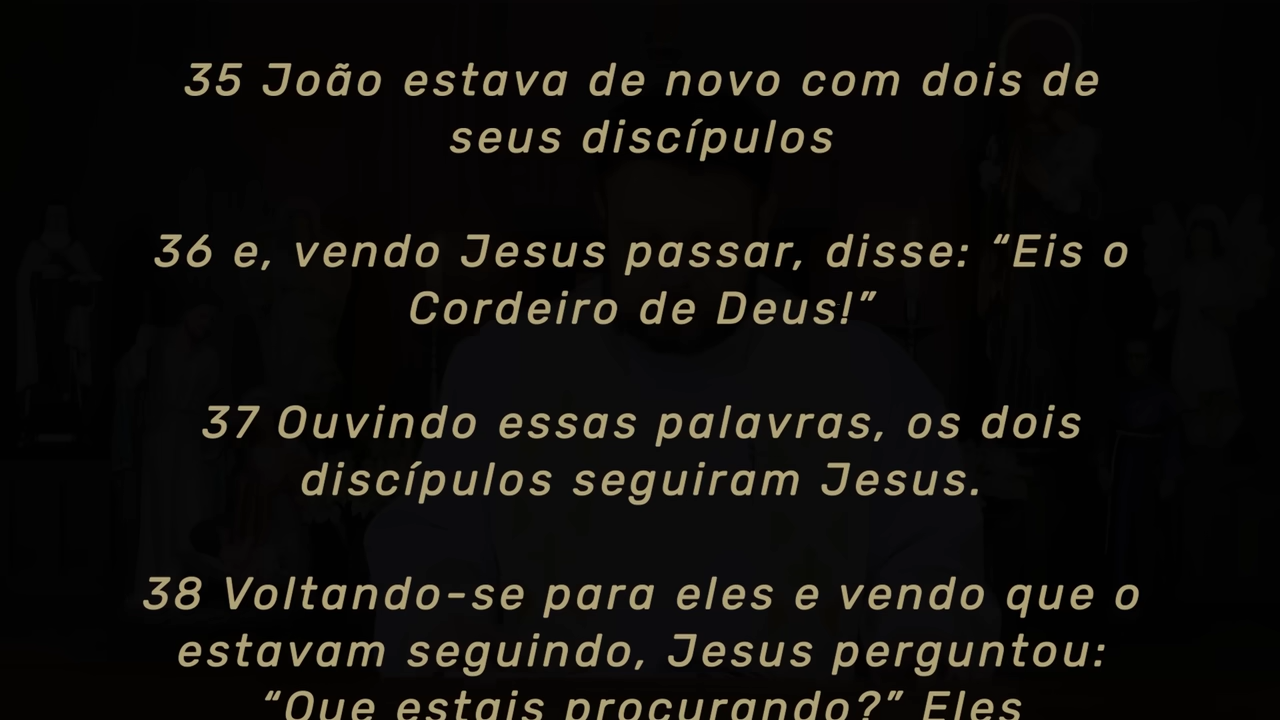 35 João estava de novo com dois de
seus discípulos
36 e, vendo Jesus passar, disse: “Eis o
Cordeiro de Deus!”
37 Ouvindo essas palavras, os dois
discípulos seguiram Jesus.
38 Voltando-se para eles e vendo que o
estavam seguindo, Jesus perguntou:
“Que estais procurando?” Eles